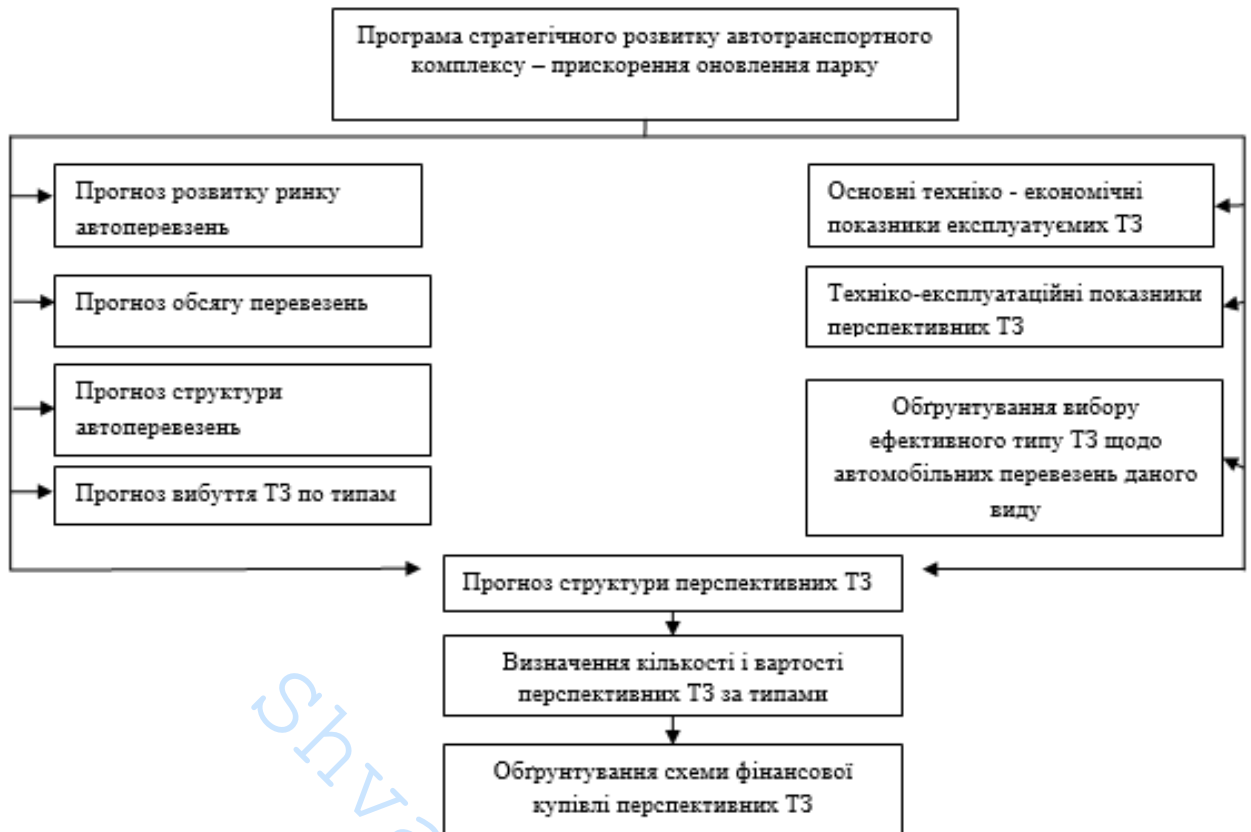 Програма стратегічного розвитку автотранспортного
комплексу – прискорення оновлення парку
Прогноз розвитку ринку
автоперевзень
Прогноз обсягу перевезень
Прогноз структури
автоперевезень
Прогноз вибуття ТЗ по типам
Основні техніко - економічні
показники експлуатуємих ТЗ
Техніко-експлуатаційні показники
перспективних ТЗ
Обґрунтування вибору
ефективного типу ТЗ щодо
автомобільних перевезень даного
виду
Прогноз структури перспективних ТЗ
Визначення кількості і вартості
перспективних ТЗ за типами
Обґрунтування схеми фінансової
купівлі перспективних ТЗ